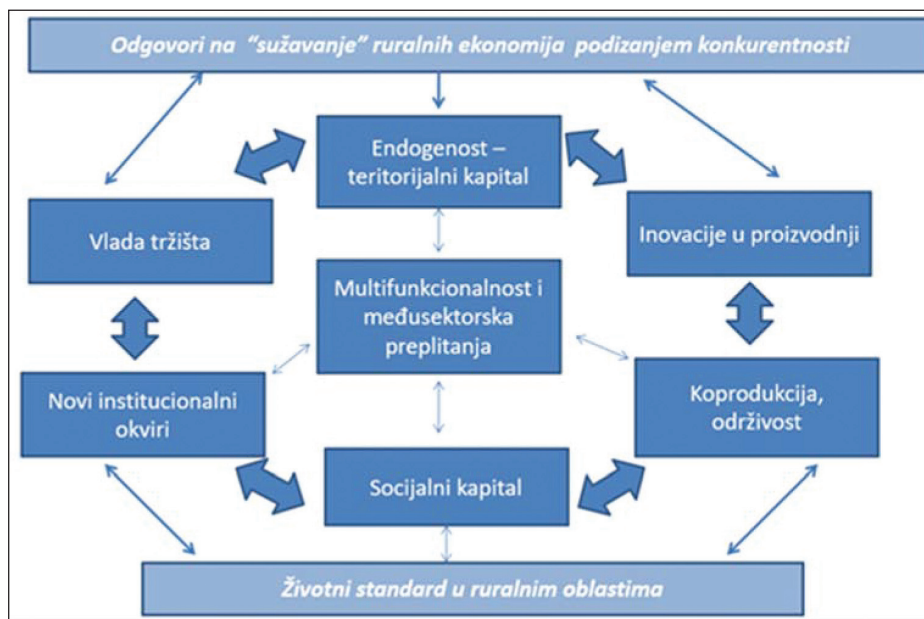 Odgovori na “sužavanje” ruralnih ekonomija podizanjem konkurentnosti
Endogenost –
teritorijalni kapital
Vlada tržišta
Inovacije u proizvodnji
Multifunkcionalnost i
međusektorska
preplitanja
Novi institucionalni
okviri
Koprodukcija,
održivost
Socijalni kapital
Životni standard u ruralnim oblastima